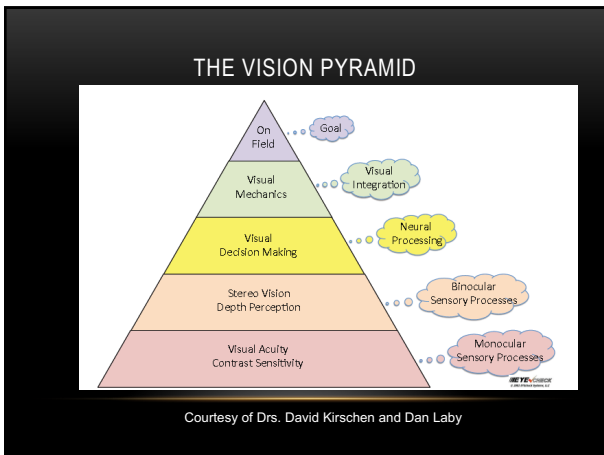 THE VISION PYRAMID
On
Field
Goal
Visual
Mechanics
Visual
Integration
Visual
Decision Making
Neural
Processing
Stereo Vision
Depth Perception
Binocular
Sensory Processes
Visual Acuity
Contrast Sensitivity
Monocular
Sensory Processes
Courtesy of Drs. David Kirschen and Dan Laby